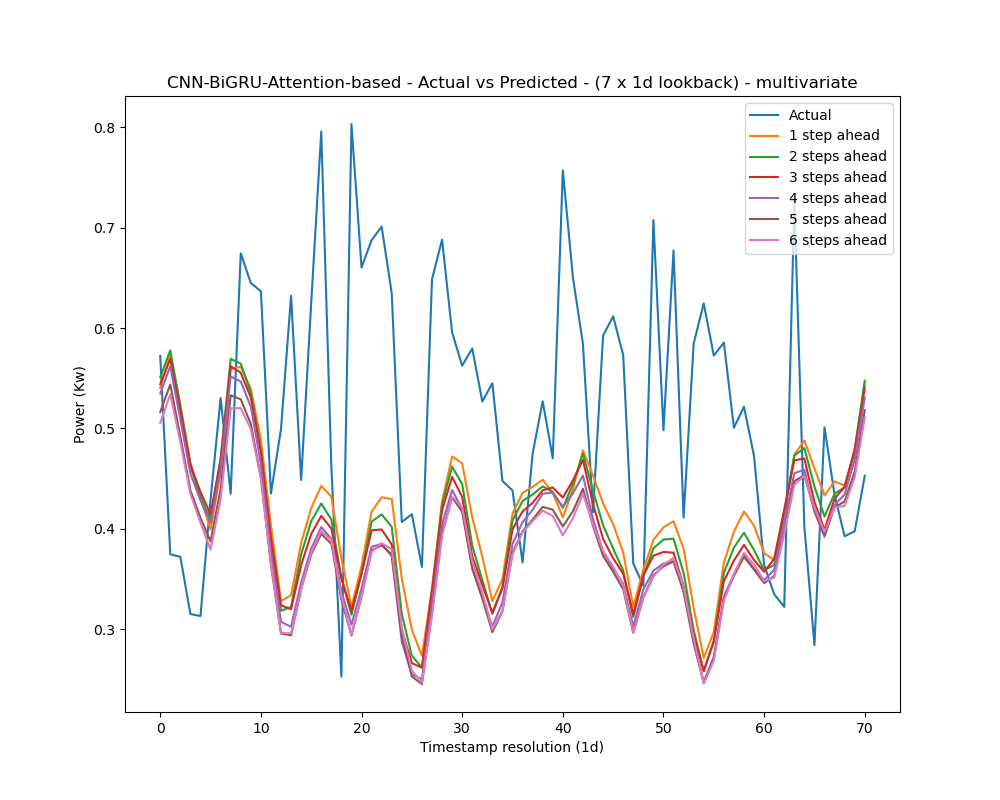 CNN-BiGRU-Attention-based - Actual vs Predicted - (7 x 1d lookback) - multivariate
Actual
1 step ahead
2 steps ahead
3 steps ahead
4 steps ahead
5 steps ahead
6 steps ahead
0.8
0.7
0.6
0.5
0.4
0.3
Power (Kw)
0 10 20 30 40 50 60 70
Timestamp resolution (1d)